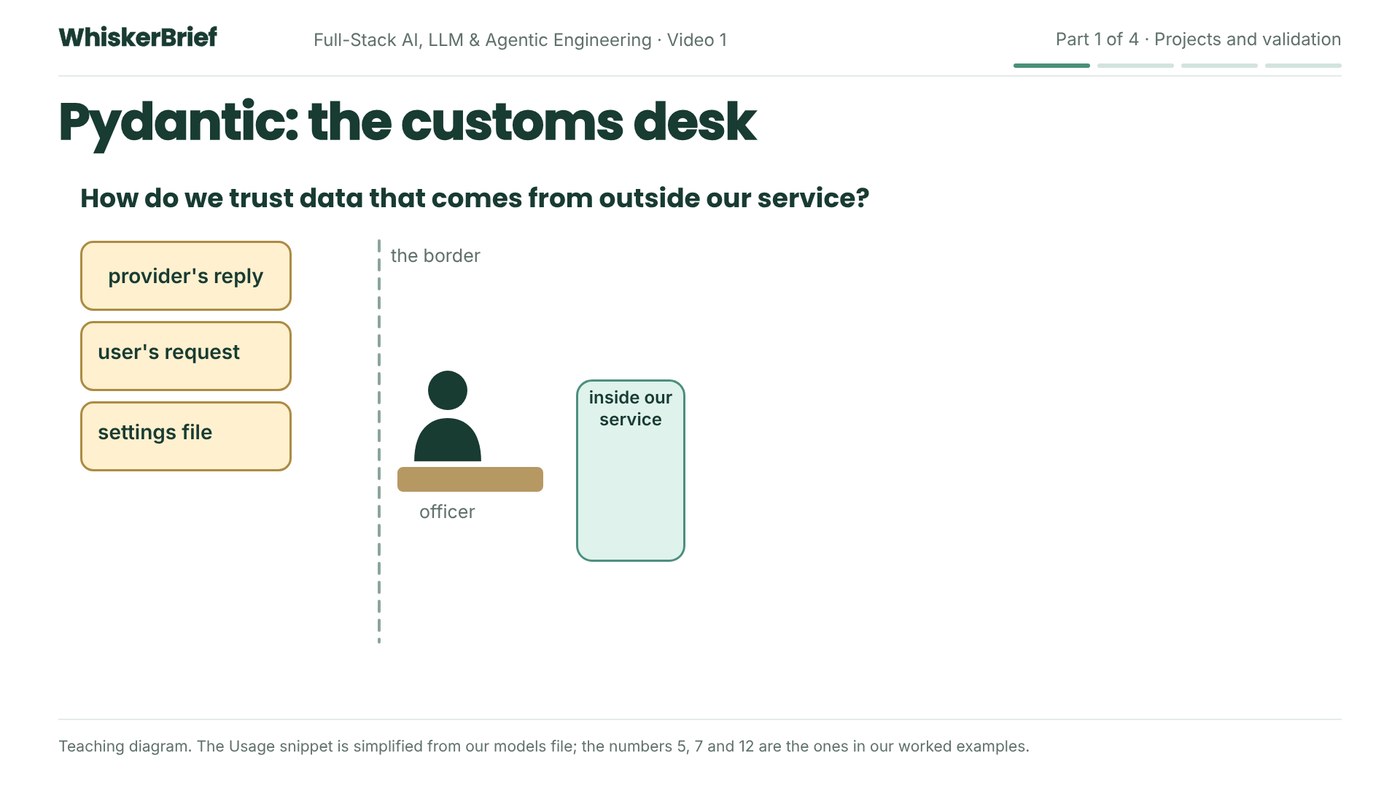 WhiskerBrief
Full-Stack AI, LLM & Agentic Engineering · Video 1
Part 1 of 4 · Projects and validation
Pydantic: the customs desk
How do we trust data that comes from outside our service?
provider's reply
user's request
settings file
the border
officer
inside our
service
Teaching diagram. The Usage snippet is simplified from our models file; the numbers 5, 7 and 12 are the ones in our worked examples.